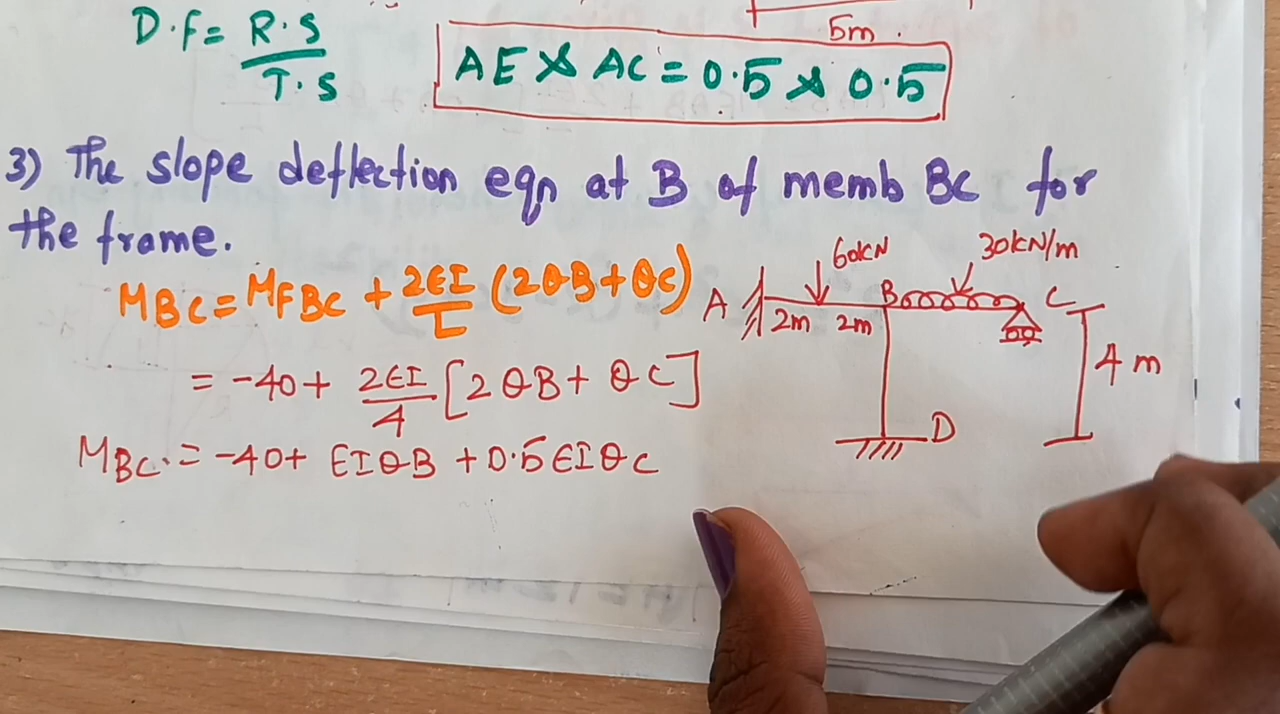 D.F = R.S / T.S
5m.
AE & AC = 0.5 & 0.5
3) The slope deflection eqn at B of memb BC for
the frame.
MBC = MFBC + 2EI/L (2θB + θC)
= -40 + 2EI/4 [2θB + θC]
MBC. = -40 + EIθB + 0.5EIθC
60kN 30kN/m
A B C
2m 2m
4m
D